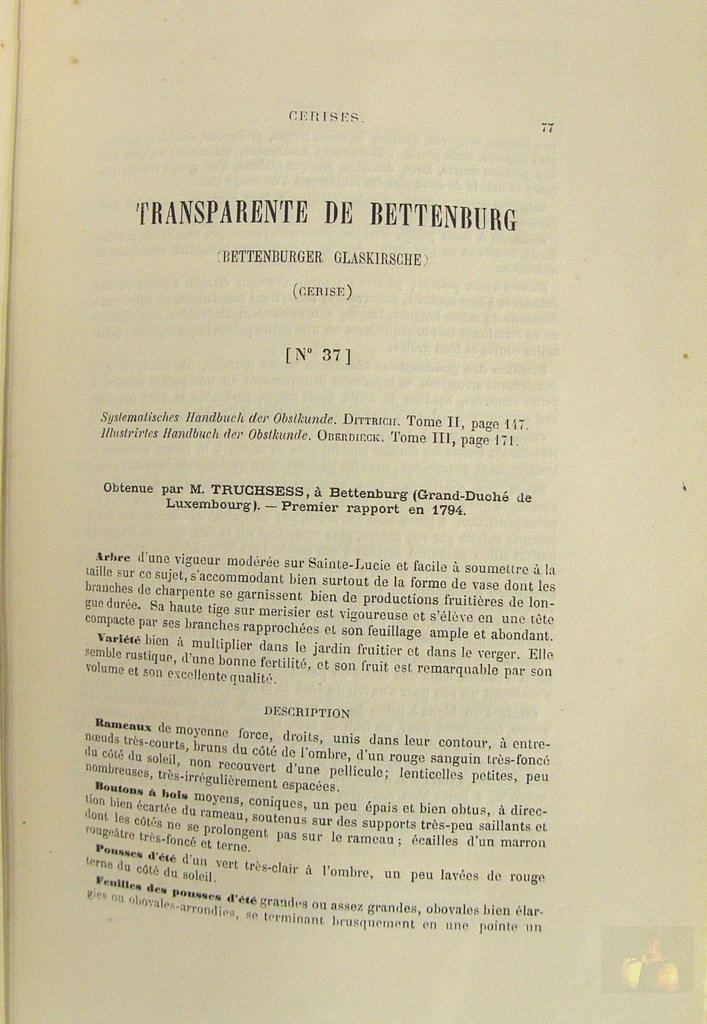 CERISES.
77
TRANSPARENTE DE BETTENBURG
(BETTENBURGER GLASKIRSCHE)
(CERISE)
[N° 37]
Systematisches Handbuch der Obstkunde. DITTRICH. Tome II, page 147.
Illustrirtes Handbuch der Obstkunde. OBERDIECK. Tome III, page 171.
Obtenue par M. TRUCHSESS, à Bettenburg (Grand-Duché de
Luxembourg). — Premier rapport en 1794.
Arbre d'une vigueur modérée sur Sainte-Lucie et facile à soumettre à la
taille sur ce sujet, s'accommodant bien surtout de la forme de vase dont les
branches de charpente se garnissent bien de productions fruitières de lon-
gue durée. Sa haute tige sur merisier est vigoureuse et s'élève en une tête
compacte par ses branches rapprochées et son feuillage ample et abondant.
Variété bien à multiplier dans le jardin fruitier et dans le verger. Elle
semble rustique, d'une bonne fertilité, et son fruit est remarquable par son
volume et son excellente qualité.
DESCRIPTION
Rameaux de moyenne force, droits, unis dans leur contour, à entre-
nœuds très-courts, bruns du côté de l'ombre, d'un rouge sanguin très-foncé
du côté du soleil, non recouvert d'une pellicule; lenticelles petites, peu
nombreuses, très-irrégulièrement espacées.
Boutons à bois moyens, coniques, un peu épais et bien obtus, à direc-
tion bien écartée du rameau, soutenus sur des supports très-peu saillants et
dont les côtés ne se prolongent pas sur le rameau; écailles d'un marron
rougeâtre très-foncé et terne.
Pousses d'été d'un vert très-clair à l'ombre, un peu lavées de rouge
terne du côté du soleil.
Feuilles des pousses d'été grandes ou assez grandes, obovales bien élar-
gies ou obovales-arrondies, se terminant brusquement en une pointe un